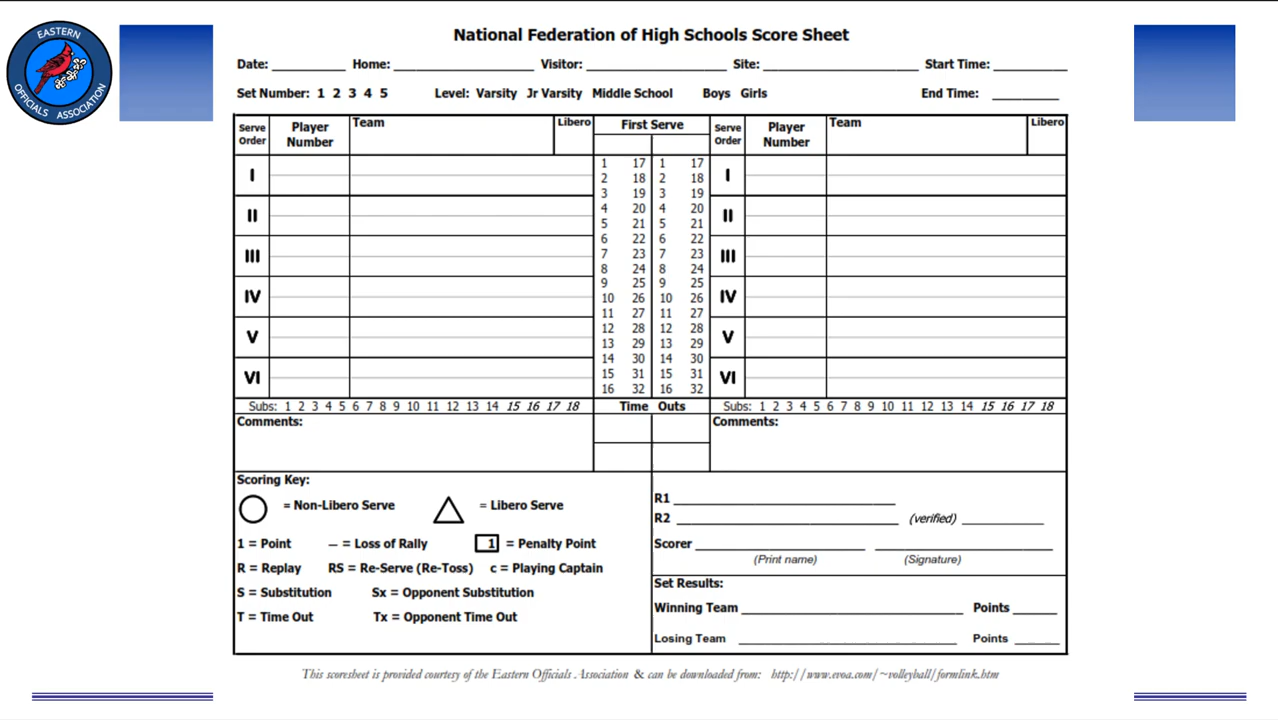 EASTERN
OFFICIALS ASSOCIATION
National Federation of High Schools Score Sheet
Date: __________ Home: ____________________ Visitor: ____________________ Site: ______________________ Start Time: __________
Set Number: 1 2 3 4 5 Level: Varsity Jr Varsity Middle School Boys Girls End Time: _________
Serve Order Player Number Team Libero First Serve Serve Order Player Number Team Libero
1 17 1 17
I 2 18 2 18 I
3 19 3 19
4 20 4 20
II 5 21 5 21 II
6 22 6 22
III 7 23 7 23 III
8 24 8 24
9 25 9 25
IV 10 26 10 26 IV
11 27 11 27
12 28 12 28
V 13 29 13 29 V
14 30 14 30
VI 15 31 15 31 VI
16 32 16 32
Subs: 1 2 3 4 5 6 7 8 9 10 11 12 13 14 15 16 17 18 Time Outs Subs: 1 2 3 4 5 6 7 8 9 10 11 12 13 14 15 16 17 18
Comments: Comments:
Scoring Key:
= Non-Libero Serve = Libero Serve
1 = Point — = Loss of Rally 1 = Penalty Point
R = Replay RS = Re-Serve (Re-Toss) c = Playing Captain
S = Substitution Sx = Opponent Substitution
T = Time Out Tx = Opponent Time Out
R1 ______________________________
R2 ______________________________ (verified) ___________
Scorer ______________________ ________________________
(Print name) (Signature)
Set Results:
Winning Team ______________________________ Points ______
Losing Team ______________________________ Points ______
This scoresheet is provided courtesy of the Eastern Officials Association & can be downloaded from: http://www.evoa.com/~volleyball/formlink.htm